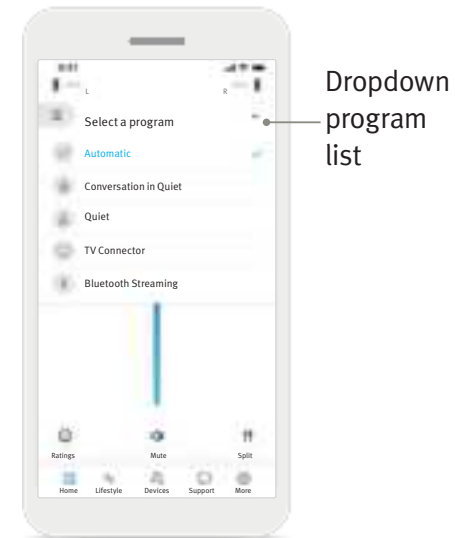 L R
Select a program
Automatic
Conversation in Quiet
Quiet
TV Connector
Bluetooth Streaming
Ratings Mute Split
Home Lifestyle Devices Support More
Dropdown
program
list